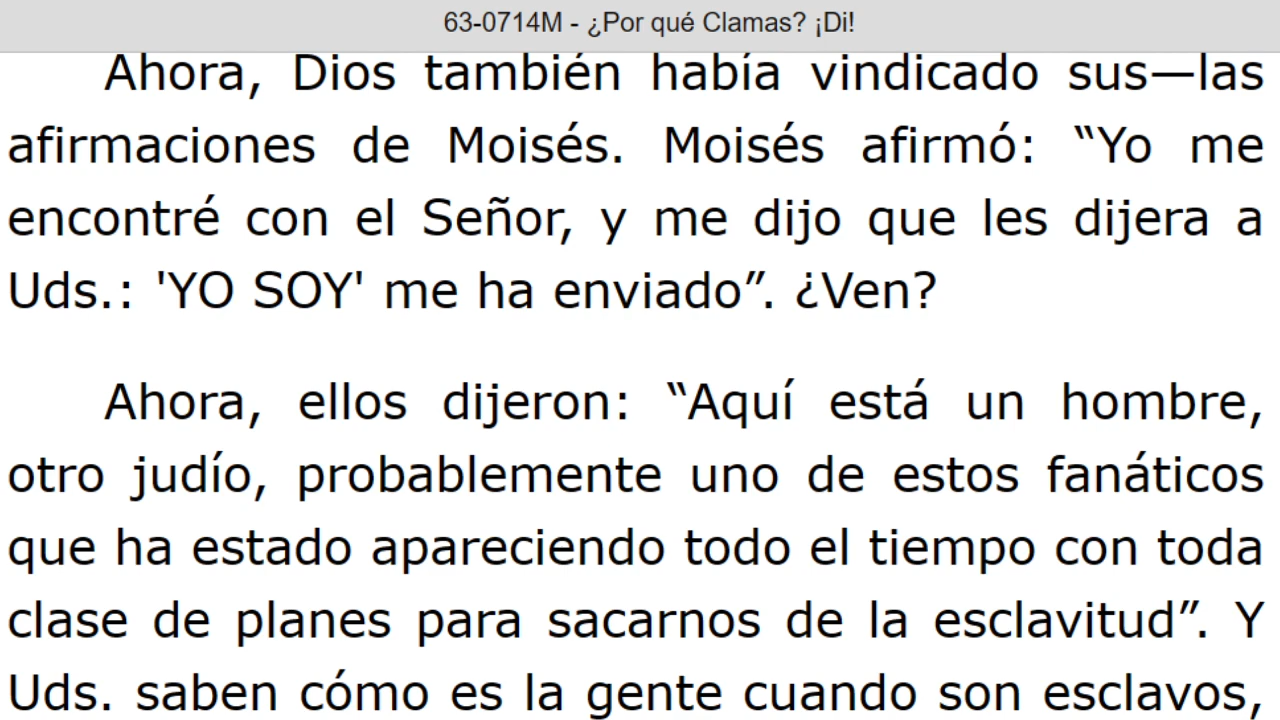 63-0714M - ¿Por qué Clamas? ¡Di!
Ahora, Dios también había vindicado sus—las
afirmaciones de Moisés. Moisés afirmó: “Yo me
encontré con el Señor, y me dijo que les dijera a
Uds.: 'YO SOY' me ha enviado”. ¿Ven?
Ahora, ellos dijeron: “Aquí está un hombre,
otro judío, probablemente uno de estos fanáticos
que ha estado apareciendo todo el tiempo con toda
clase de planes para sacarnos de la esclavitud”. Y
Uds. saben cómo es la gente cuando son esclavos,